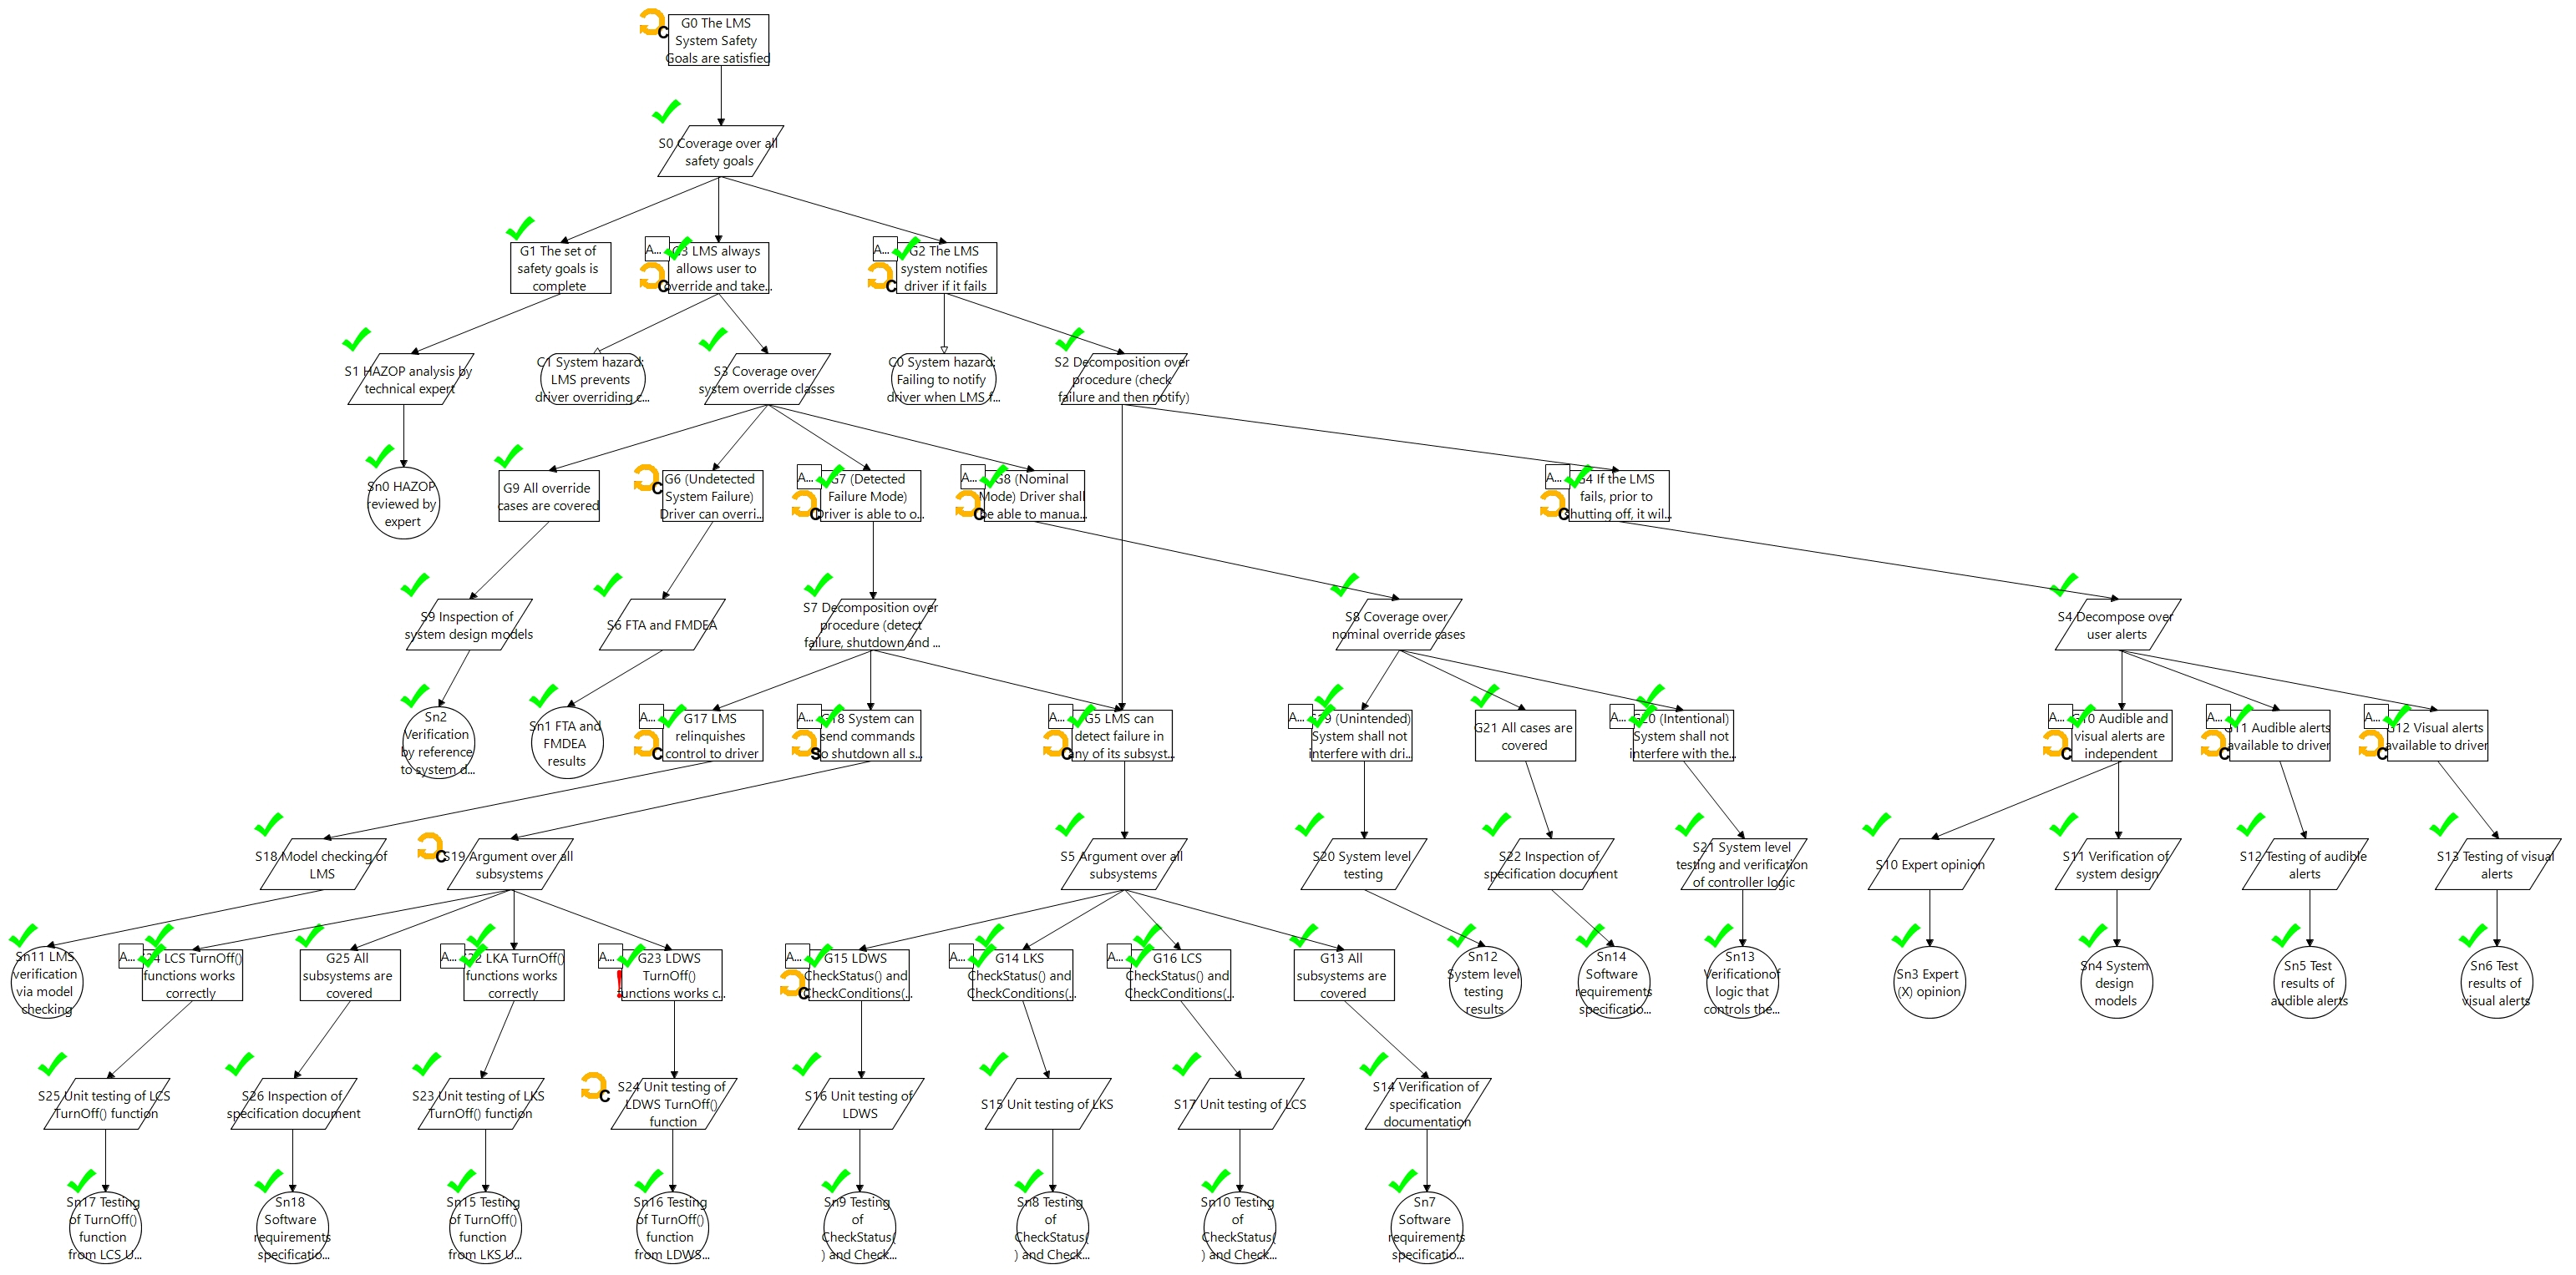 G0 The LMS
System Safety
Goals are satisfied
C
S0 Coverage over all
safety goals
G1 The set of
safety goals is
complete
A...
G3 LMS always
allows user to
override and take...
C
A...
G2 The LMS
system notifies
driver if it fails
C
S1 HAZOP analysis by
technical expert
C1 System hazard:
LMS prevents
driver overriding c...
S3 Coverage over
system override classes
C0 System hazard:
Failing to notify
driver when LMS f...
S2 Decomposition over
procedure (check
failure and then notify)
Sn0 HAZOP
reviewed by
expert
G9 All override
cases are covered
G6 (Undetected
System Failure)
Driver can overri...
C
A...
G7 (Detected
Failure Mode)
Driver is able to o...
C
A...
G8 (Nominal
Mode) Driver shall
be able to manua...
C
A...
G4 If the LMS
fails, prior to
shutting off, it wil...
C
S9 Inspection of
system design models
S6 FTA and FMDEA
S7 Decomposition over
procedure (detect
failure, shutdown and ...
S8 Coverage over
nominal override cases
S4 Decompose over
user alerts
Sn2
Verification
by reference
to system d...
Sn1 FTA and
FMDEA
results
A...
G17 LMS
relinquishes
control to driver
C
A...
G18 System can
send commands
to shutdown all s...
S
A...
G5 LMS can
detect failure in
any of its subsyst...
C
A...
G19 (Unintended)
System shall not
interfere with dri...
G21 All cases are
covered
A...
G20 (Intentional)
System shall not
interfere with the...
A...
G10 Audible and
visual alerts are
independent
C
A...
G11 Audible alerts
available to driver
C
A...
G12 Visual alerts
available to driver
C
S18 Model checking of
LMS
C
S19 Argument over all
subsystems
S5 Argument over all
subsystems
S20 System level
testing
S22 Inspection of
specification document
S21 System level
testing and verification
of controller logic
S10 Expert opinion
S11 Verification of
system design
S12 Testing of audible
alerts
S13 Testing of visual
alerts
Sn11 LMS
verification
via model
checking
A...
G24 LCS TurnOff()
functions works
correctly
G25 All
subsystems are
covered
A...
G22 LKA TurnOff()
functions works
correctly
A...
G23 LDWS
TurnOff()
functions works c...
A...
G15 LDWS
CheckStatus() and
CheckConditions(...
C
A...
G14 LKS
CheckStatus() and
CheckConditions(...
A...
G16 LCS
CheckStatus() and
CheckConditions(...
G13 All
subsystems are
covered
Sn12
System level
testing
results
Sn14
Software
requirements
specificatio...
Sn13
Verificationof
logic that
controls the...
Sn3 Expert
(X) opinion
Sn4 System
design
models
Sn5 Test
results of
audible alerts
Sn6 Test
results of
visual alerts
S25 Unit testing of LCS
TurnOff() function
S26 Inspection of
specification document
S23 Unit testing of LKS
TurnOff() function
C
S24 Unit testing of
LDWS TurnOff()
function
S16 Unit testing of
LDWS
S15 Unit testing of LKS
S17 Unit testing of LCS
S14 Verification of
specification
documentation
Sn17 Testing
of TurnOff()
function
from LCS U...
Sn18
Software
requirements
specificatio...
Sn15 Testing
of TurnOff()
function
from LKS U...
Sn16 Testing
of TurnOff()
function
from LDWS...
Sn9 Testing
of
CheckStatus(
) and Check...
Sn8 Testing
of
CheckStatus(
) and Check...
Sn10 Testing
of
CheckStatus(
) and Check...
Sn7
Software
requirements
specificatio...